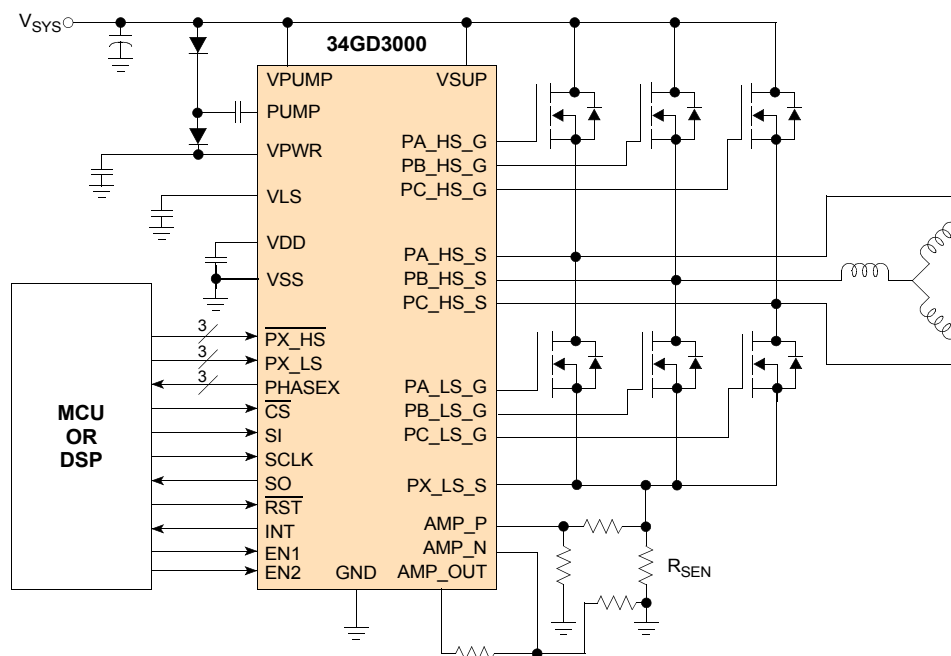 VSYS
34GD3000
VPUMP
VSUP
PUMP
PA_HS_G
VPWR
PB_HS_G
PC_HS_G
VLS
VDD
PA_HS_S
VSS
PB_HS_S
PC_HS_S
3
PX_HS
3
PX_LS
3
PHASEX
PA_LS_G
MCU
OR
DSP
CS
PB_LS_G
SI
PC_LS_G
SCLK
SO
PX_LS_S
RST
INT
AMP_P
EN1
AMP_N
EN2
GND
AMP_OUT
RSEN